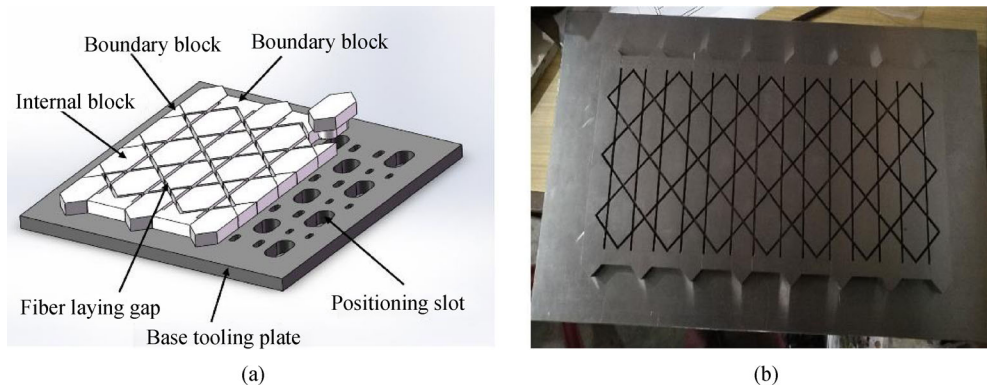 Boundary block
Boundary block
Internal block
Fiber laying gap
Positioning slot
Base tooling plate
(a)
(b)